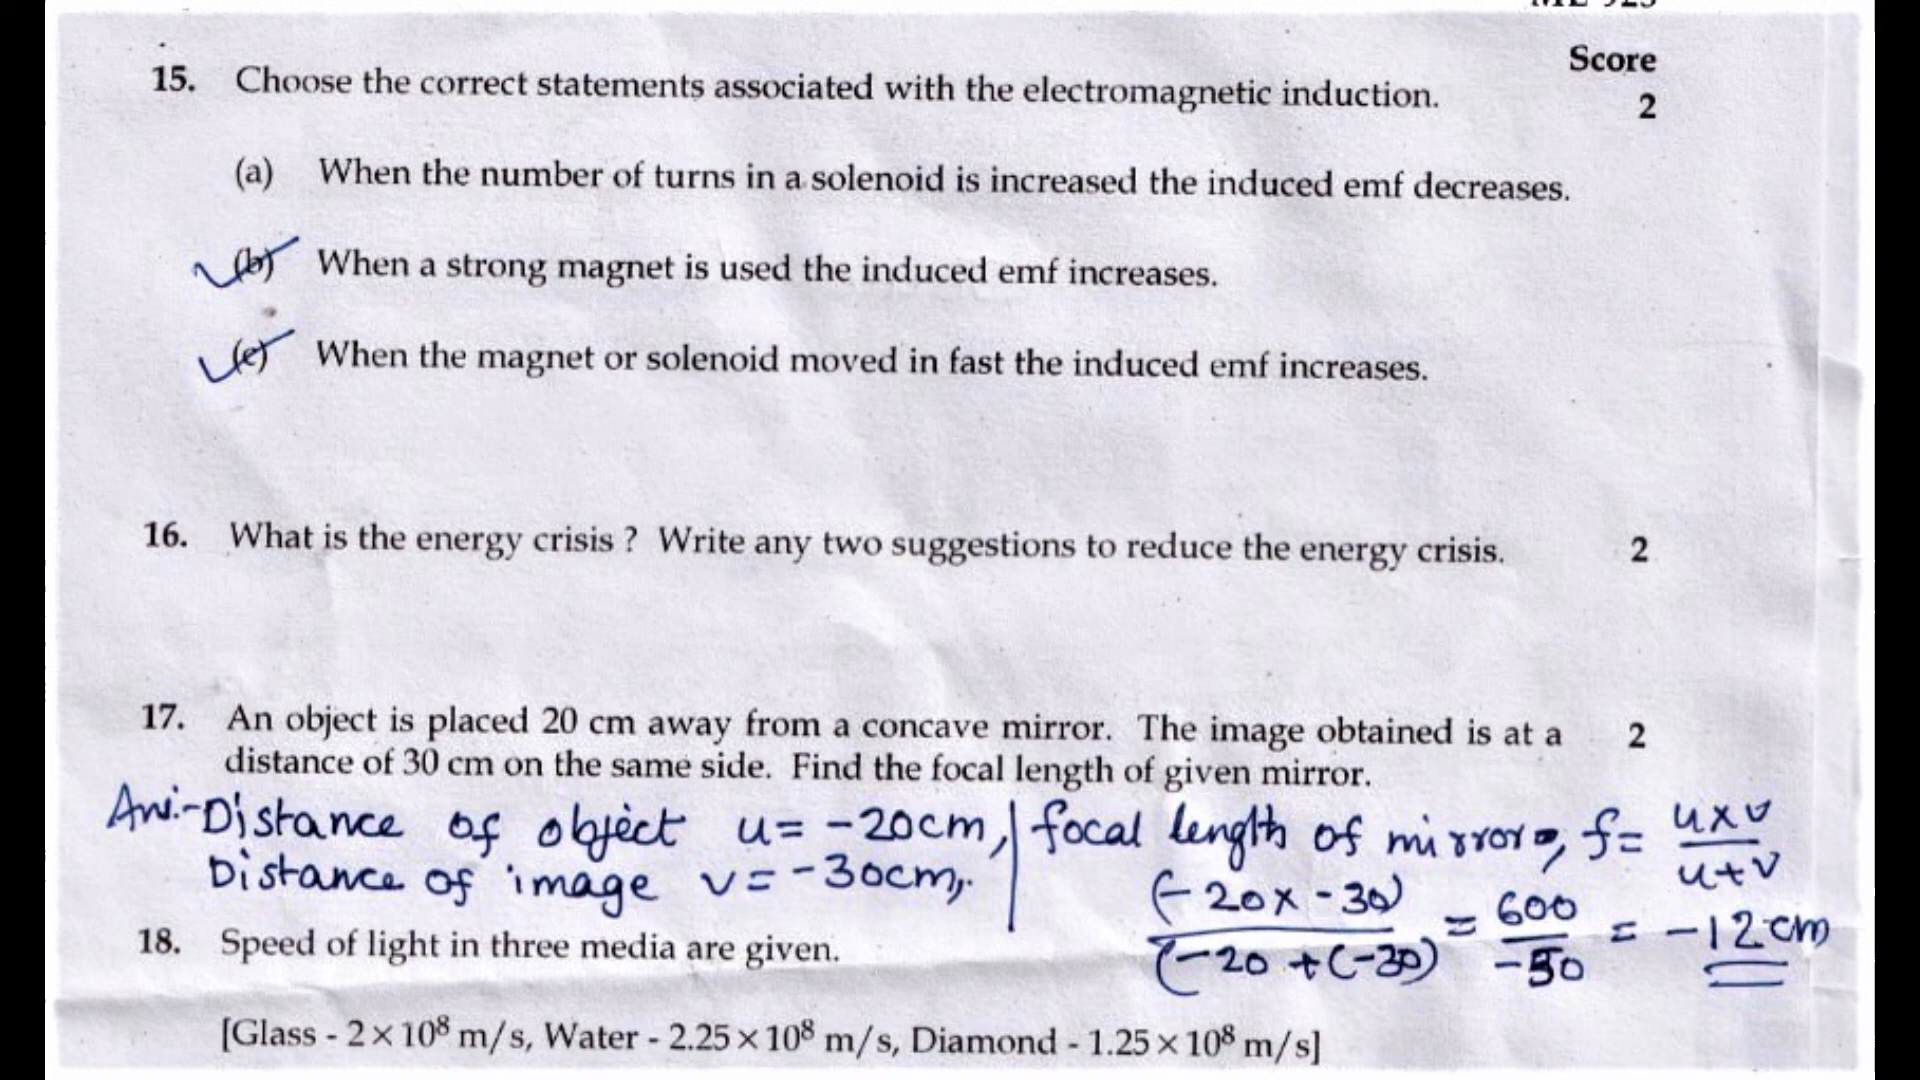 Score
15. Choose the correct statements associated with the electromagnetic induction. 2
(a) When the number of turns in a solenoid is increased the induced emf decreases.
(b) When a strong magnet is used the induced emf increases.
(c) When the magnet or solenoid moved in fast the induced emf increases.
16. What is the energy crisis ? Write any two suggestions to reduce the energy crisis. 2
17. An object is placed 20 cm away from a concave mirror. The image obtained is at a 2
distance of 30 cm on the same side. Find the focal length of given mirror.
Distance of object u = -20cm,
Distance of image v = -30cm,
focal length of mirror, f = u×v / u+v
(-20×-30) / (-20+(-30) = 600 / -50 = -12cm
18. Speed of light in three media are given.
[Glass - 2 × 10⁸ m/s, Water - 2.25 × 10⁸ m/s, Diamond - 1.25 × 10⁸ m/s]